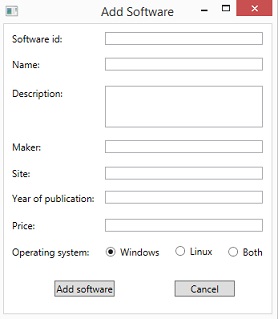 Add Software
Software id:
Name:
Description:
Maker:
Site:
Year of publication:
Price:
Operating system: Windows Linux Both
Add software Cancel